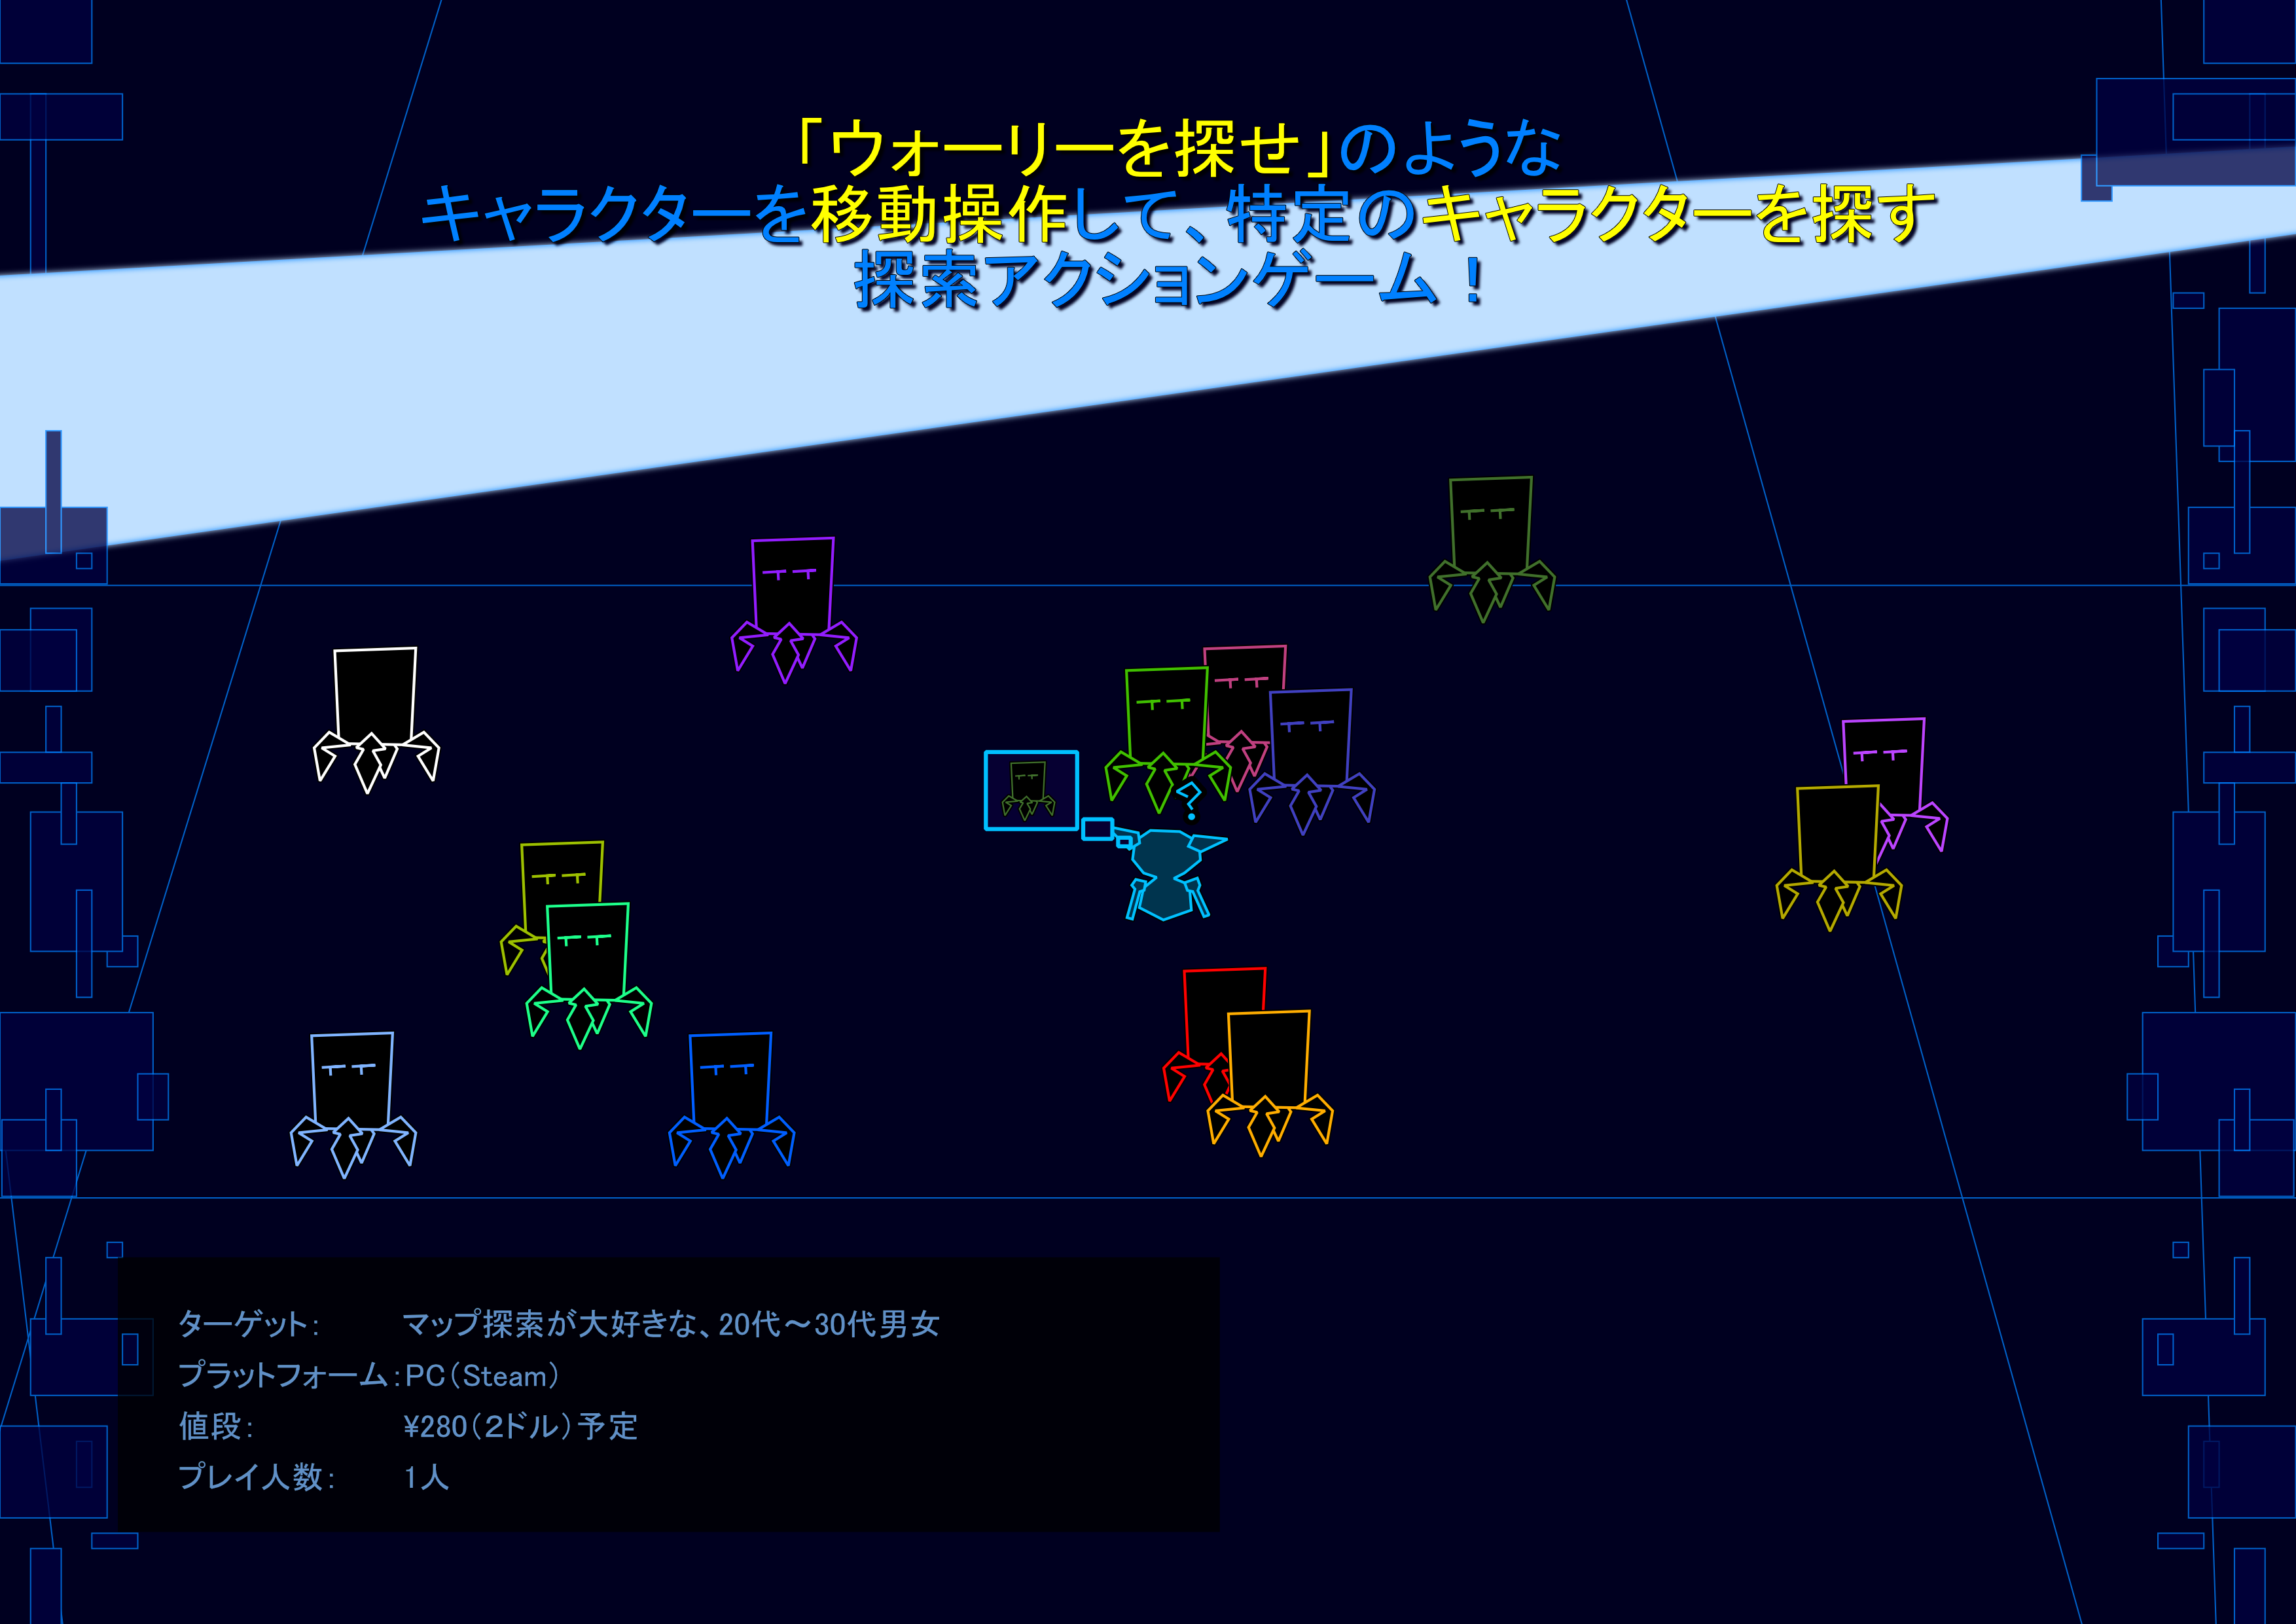 「ウォーリーを探せ」のような
キャラクターを移動操作して、特定のキャラクターを探す
探索アクションゲーム！
?
ターゲット： マップ探索が大好きな、20代～30代男女
プラットフォーム：PC（Steam）
値段： ¥280（２ドル）予定
プレイ人数： 1人